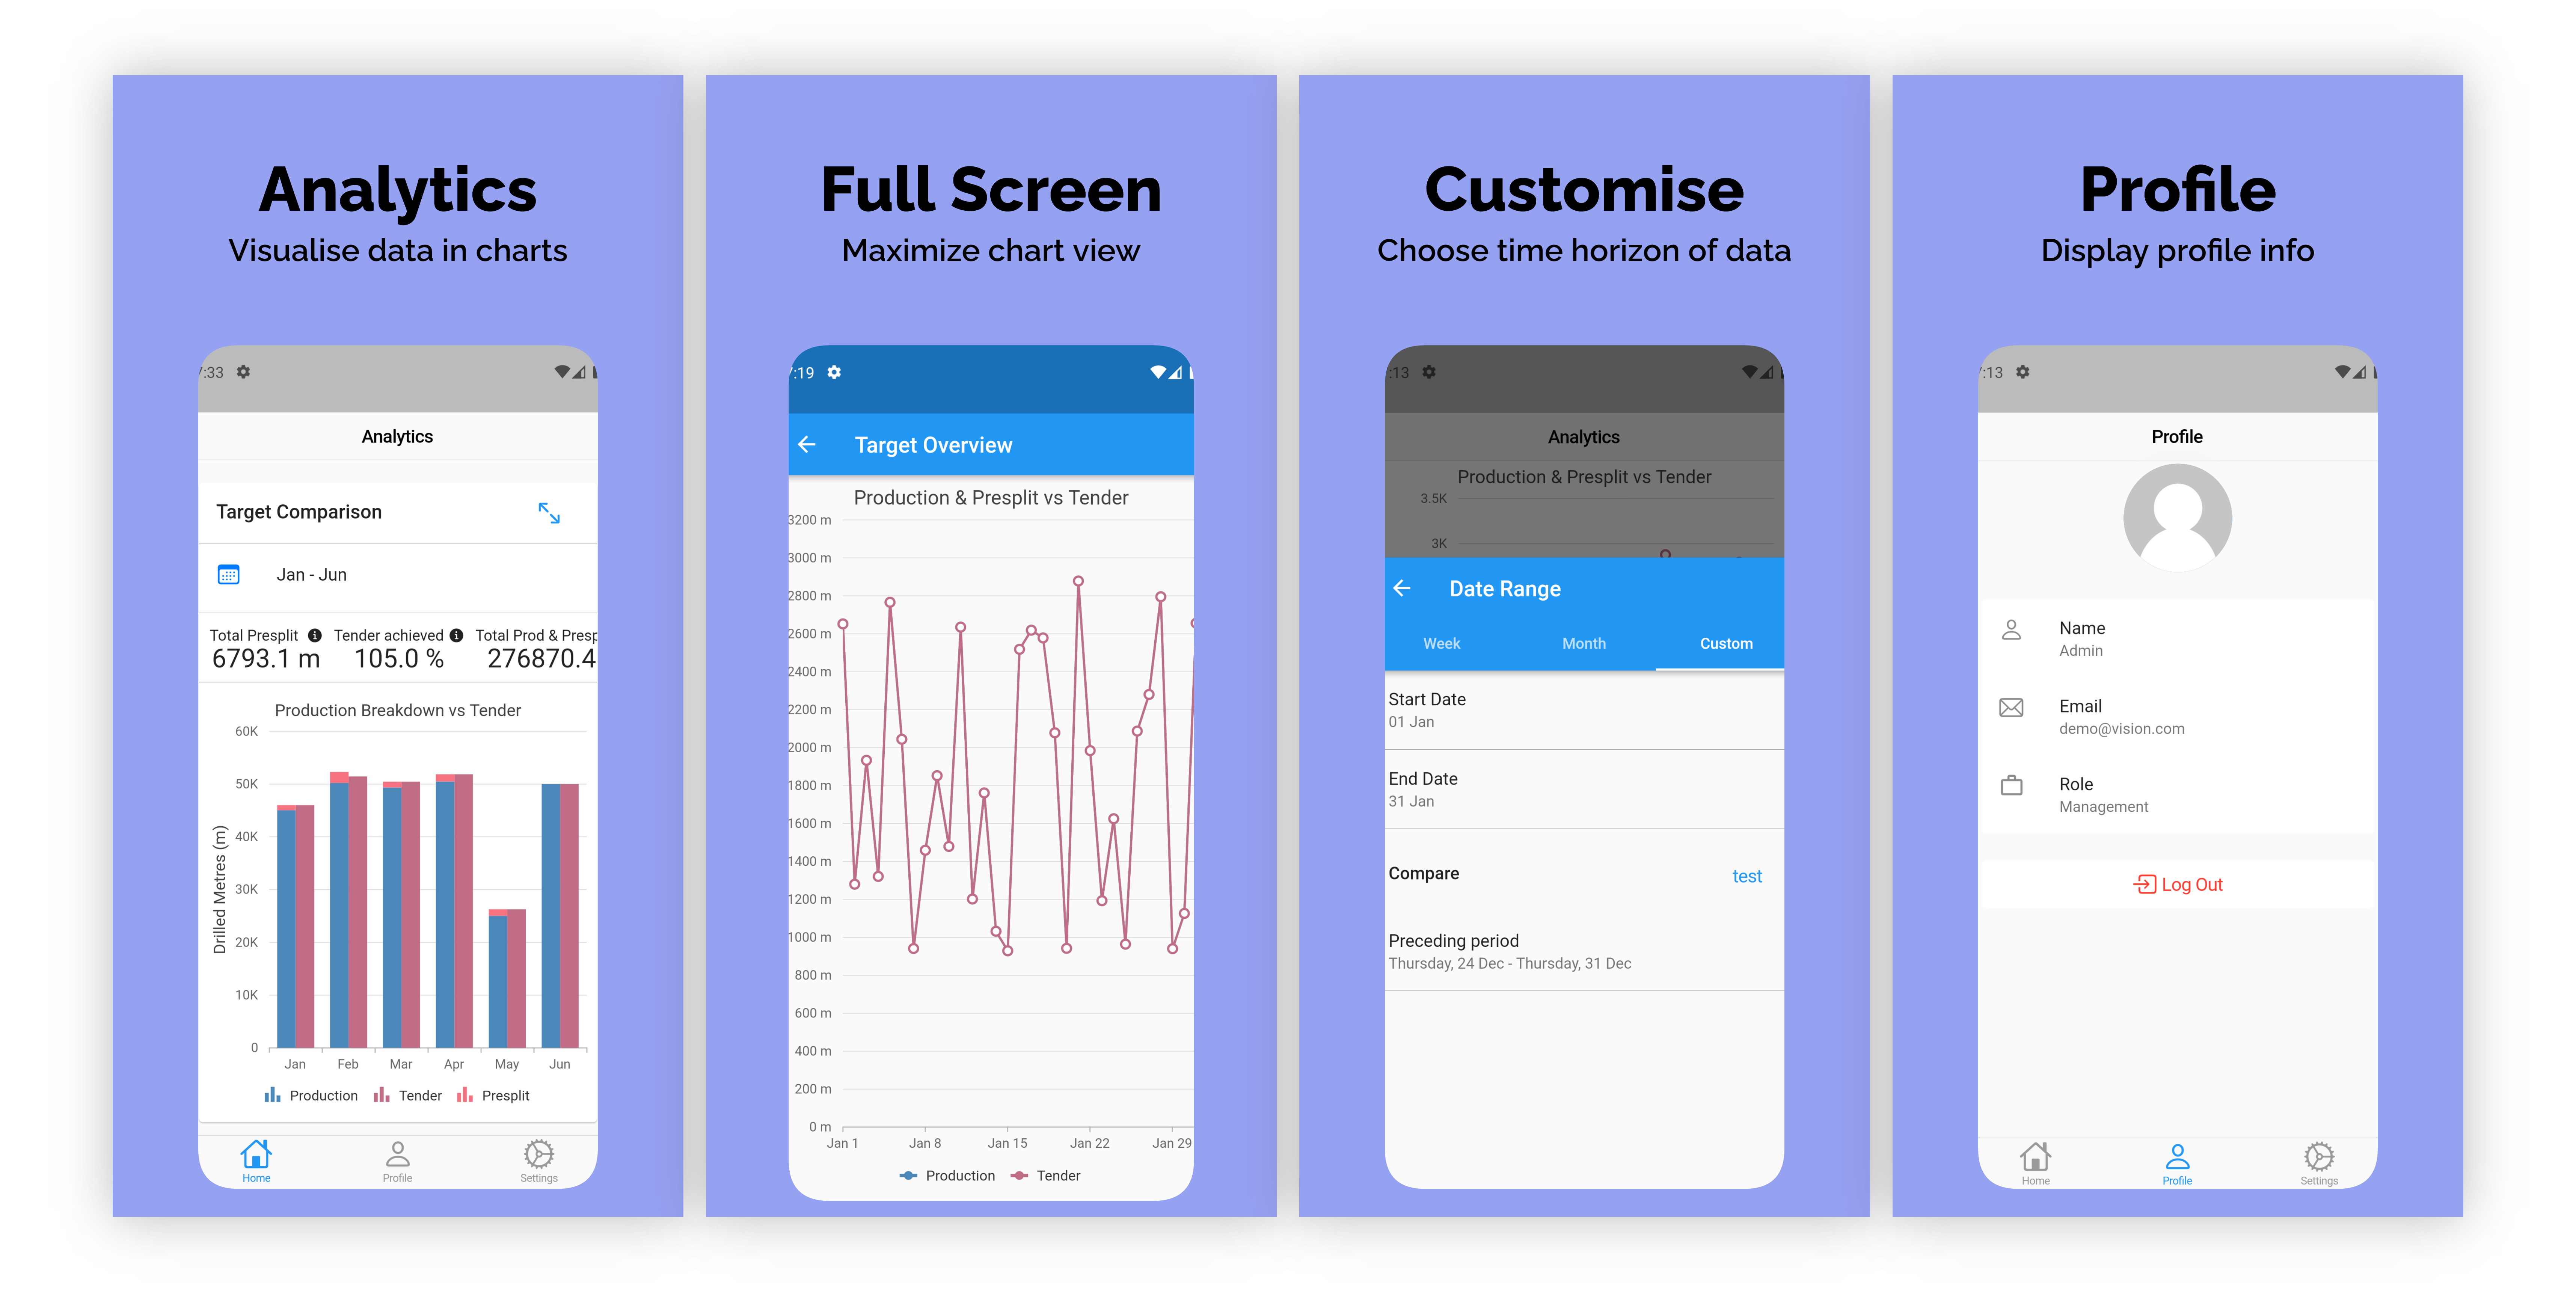 Analytics
Visualise data in charts
:33
Analytics
Target Comparison
Jan - Jun
Total Presplit Tender achieved Total Prod & Presp
6793.1 m 105.0 % 276870.4
Production Breakdown vs Tender
60K
50K
40K
30K
20K
10K
0
Drilled Metres (m)
Jan Feb Mar Apr May Jun
Production Tender Presplit
Home Profile Settings
Full Screen
Maximize chart view
:19
Target Overview
Production & Presplit vs Tender
3200 m
3000 m
2800 m
2600 m
2400 m
2200 m
2000 m
1800 m
1600 m
1400 m
1200 m
1000 m
800 m
600 m
400 m
200 m
0 m
Jan 1 Jan 8 Jan 15 Jan 22 Jan 29
Production Tender
Customise
Choose time horizon of data
:13
Analytics
Production & Presplit vs Tender
3.5K
3K
Date Range
Week Month Custom
Start Date
01 Jan
End Date
31 Jan
Compare test
Preceding period
Thursday, 24 Dec - Thursday, 31 Dec
Profile
Display profile info
:13
Profile
Name
Admin
Email
demo@vision.com
Role
Management
Log Out
Home Profile Settings